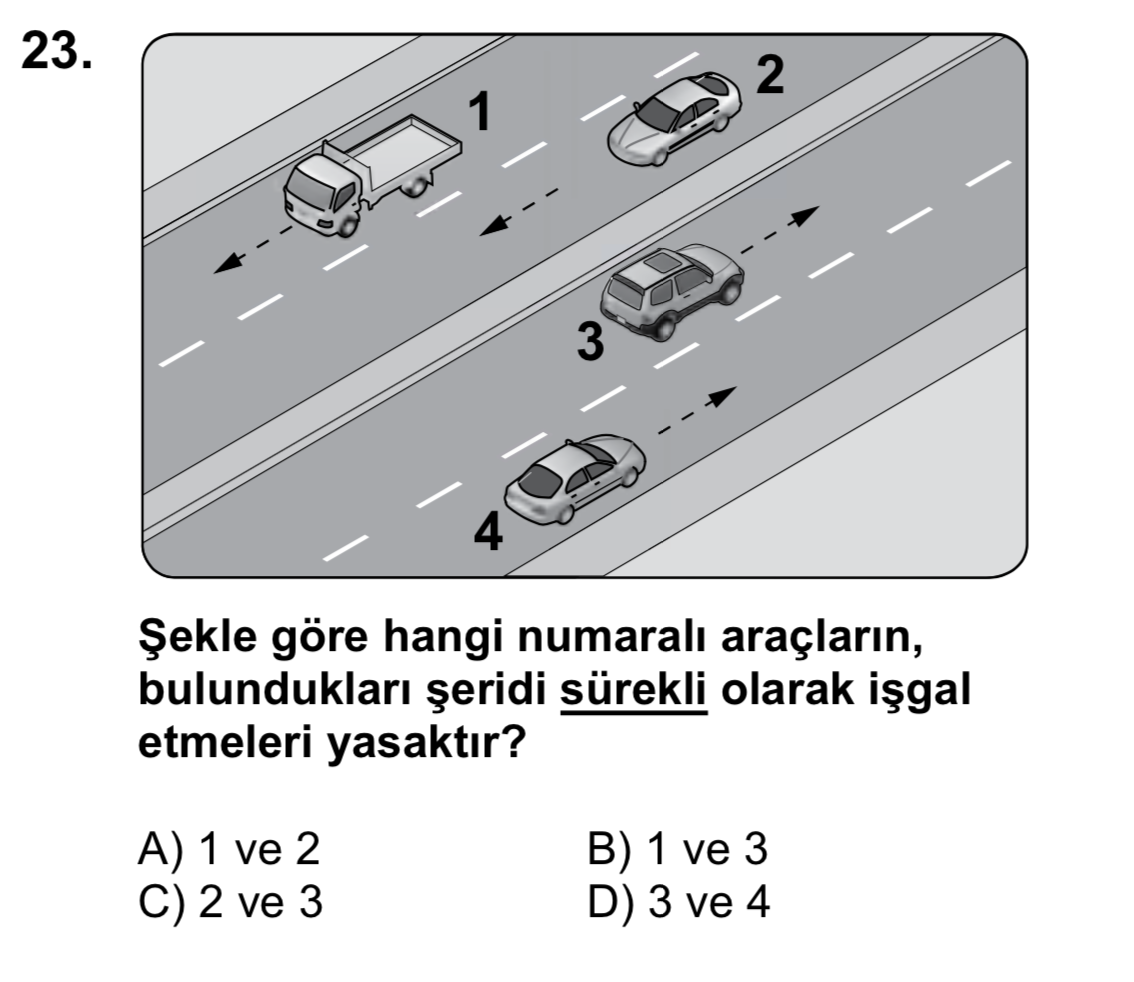 23.
1
2
3
4
Şekle göre hangi numaralı araçların,
bulundukları şeridi sürekli olarak işgal
etmeleri yasaktır?
A) 1 ve 2 B) 1 ve 3
C) 2 ve 3 D) 3 ve 4